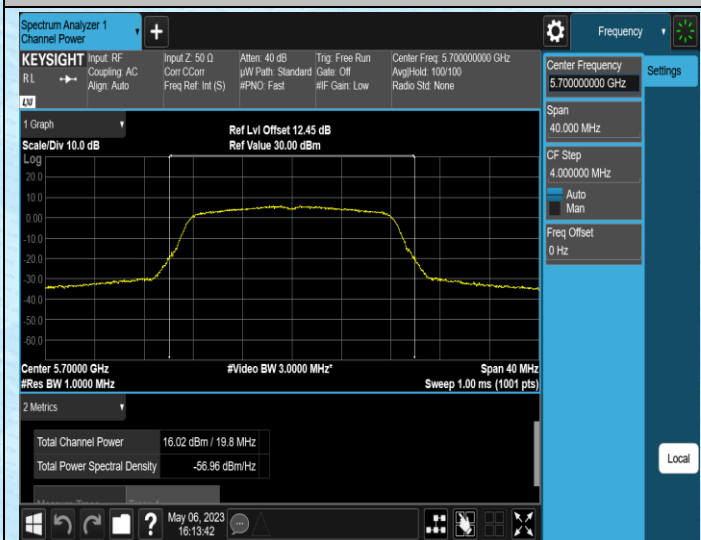 Spectrum Analyzer 1
Channel Power
Frequency
KEYSIGHT
RL
LXI
Input: RF
Coupling: AC
Align: Auto
Input Z: 50 Ω
Corr CCorr
Freq Ref: Int (S)
Atten: 40 dB
µW Path: Standard
#PNO: Fast
Trig: Free Run
Gate: Off
#IF Gain: Low
Center Freq: 5.700000000 GHz
Avg|Hold: 100/100
Radio Std: None
Center Frequency
5.700000000 GHz
Settings
Span
40.000 MHz
CF Step
4.000000 MHz
Auto
Man
Freq Offset
0 Hz
1 Graph
Scale/Div 10.0 dB
Ref Lvl Offset 12.45 dB
Ref Value 30.00 dBm
Log
20.0
10.0
0.00
-10.0
-20.0
-30.0
-40.0
-50.0
-60.0
Center 5.70000 GHz
#Video BW 3.0000 MHz*
Span 40 MHz
#Res BW 1.0000 MHz
Sweep 1.00 ms (1001 pts)
2 Metrics
Total Channel Power 16.02 dBm / 19.8 MHz
Total Power Spectral Density -56.96 dBm/Hz
Local
?
May 06, 2023
16:13:42